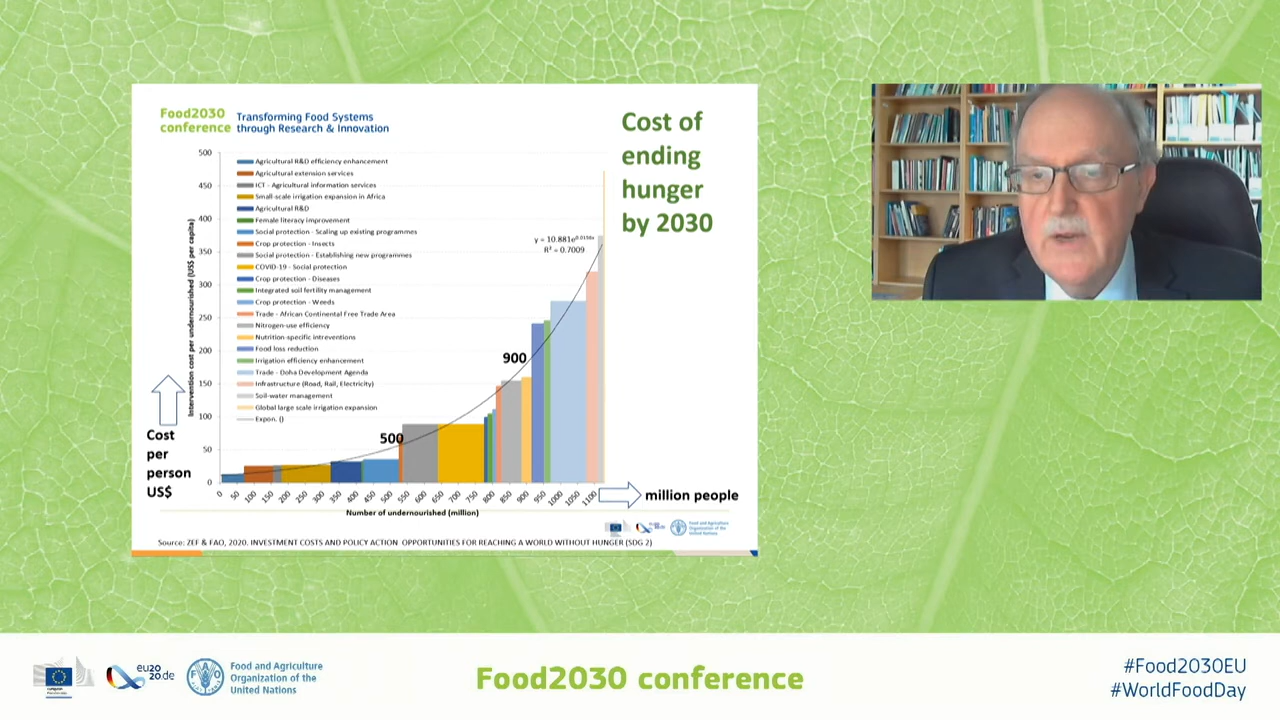 Food2030
conference
Transforming Food Systems
through Research & Innovation
Cost of
ending
hunger
by 2030
500
450
400
350
300
250
200
150
100
50
0
Intervention cost per undernourished (US$ per capita)
Agricultural R&D efficiency enhancement
Agricultural extension services
ICT - Agricultural information services
Small-scale irrigation expansion in Africa
Agricultural R&D
Female literacy improvement
Social protection - Scaling up existing programmes
Crop protection - Insects
Social protection - Establishing new programmes
COVID-19 - Social protection
Crop protection - Diseases
Integrated soil fertility management
Crop protection - Weeds
Trade - African Continental Free Trade Area
Nitrogen-use efficiency
Nutrition-specific intreventions
Food loss reduction
Irrigation efficiency enhancement
Trade - Doha Development Agenda
Infrastructure (Road, Rail, Electricity)
Soil-water management
Global large scale irrigation expansion
Expon. ()
R² = 0.7009
900
500
Cost
per
person
US$
0 50 100 150 200 250 300 350 400 450 500 550 600 650 700 750 800 850 900 950 1000 1050 1100
million people
Number of undernourished (million)
Food and Agriculture
Organization of the
United Nations
Source: ZEF & FAO, 2020. INVESTMENT COSTS AND POLICY ACTION OPPORTUNITIES FOR REACHING A WORLD WITHOUT HUNGER (SDG 2)
eu20
20.de
Food and Agriculture
Organization of the
United Nations
Food2030 conference
#Food2030EU
#WorldFoodDay